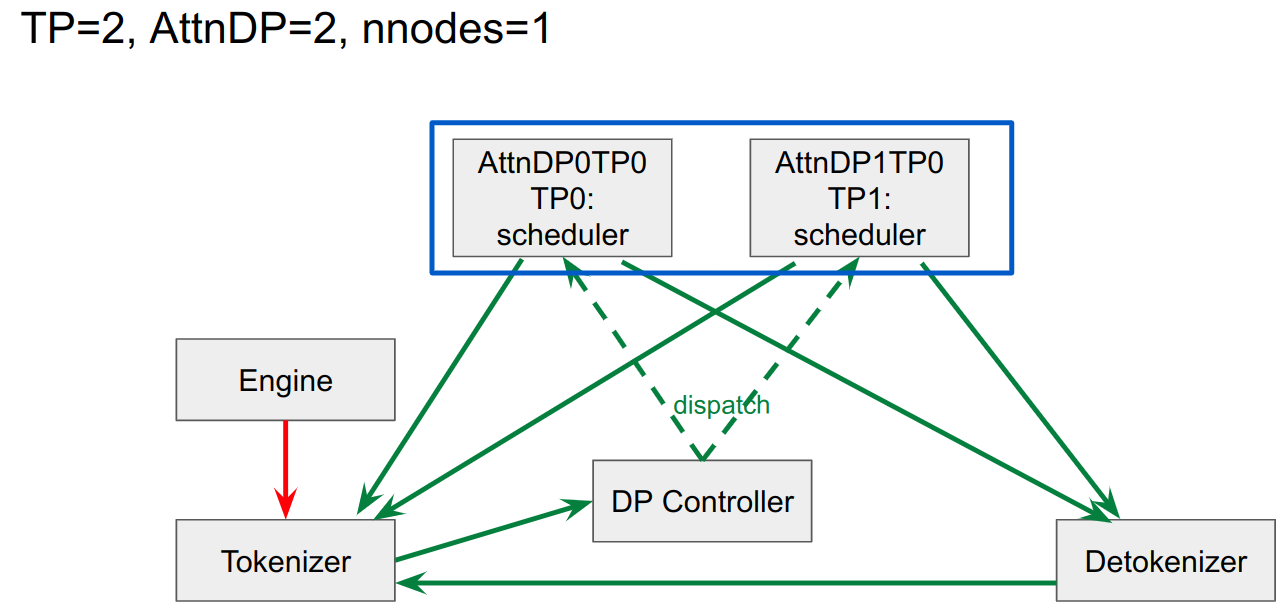 TP=2, AttnDP=2, nnodes=1
AttnDP0TP0
TP0:
scheduler
AttnDP1TP0
TP1:
scheduler
Engine
dispatch
DP Controller
Tokenizer
Detokenizer